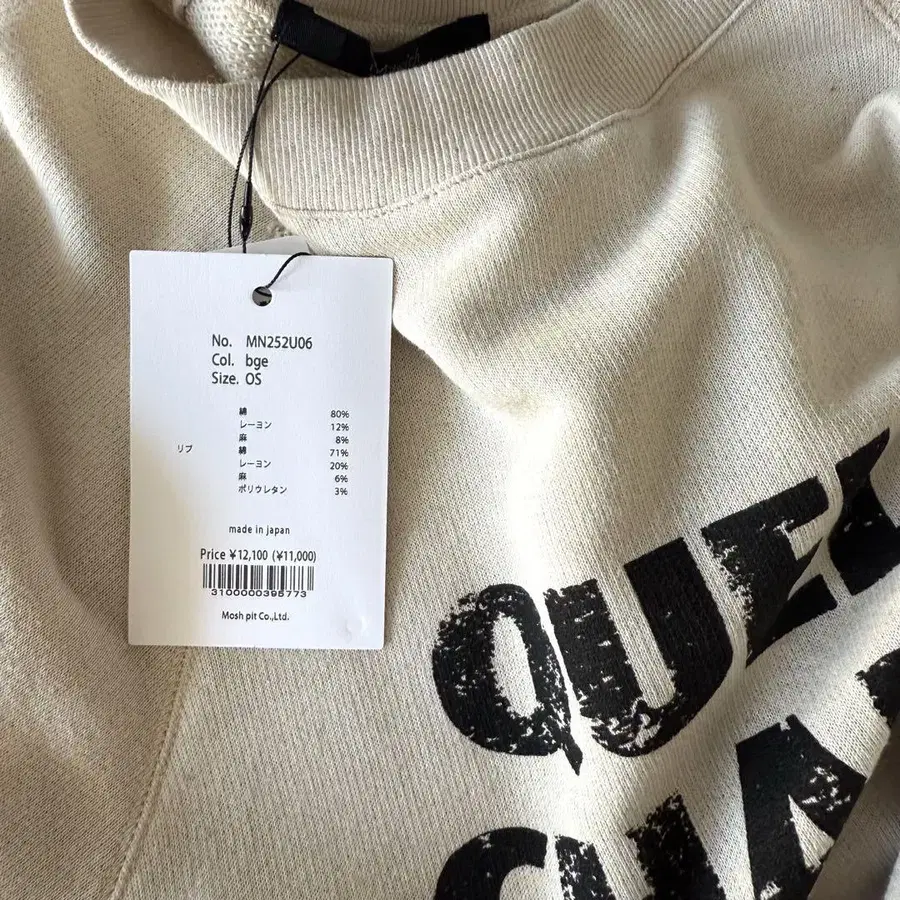 No. MN252U06
Col. bge
Size. OS
綿 80%
レーヨン 12%
麻 8%
リブ 綿 71%
レーヨン 20%
麻 6%
ポリウレタン 3%
made in japan
Price ¥12,100 (¥11,000)
3100000395773
Mosh pit Co.,Ltd.